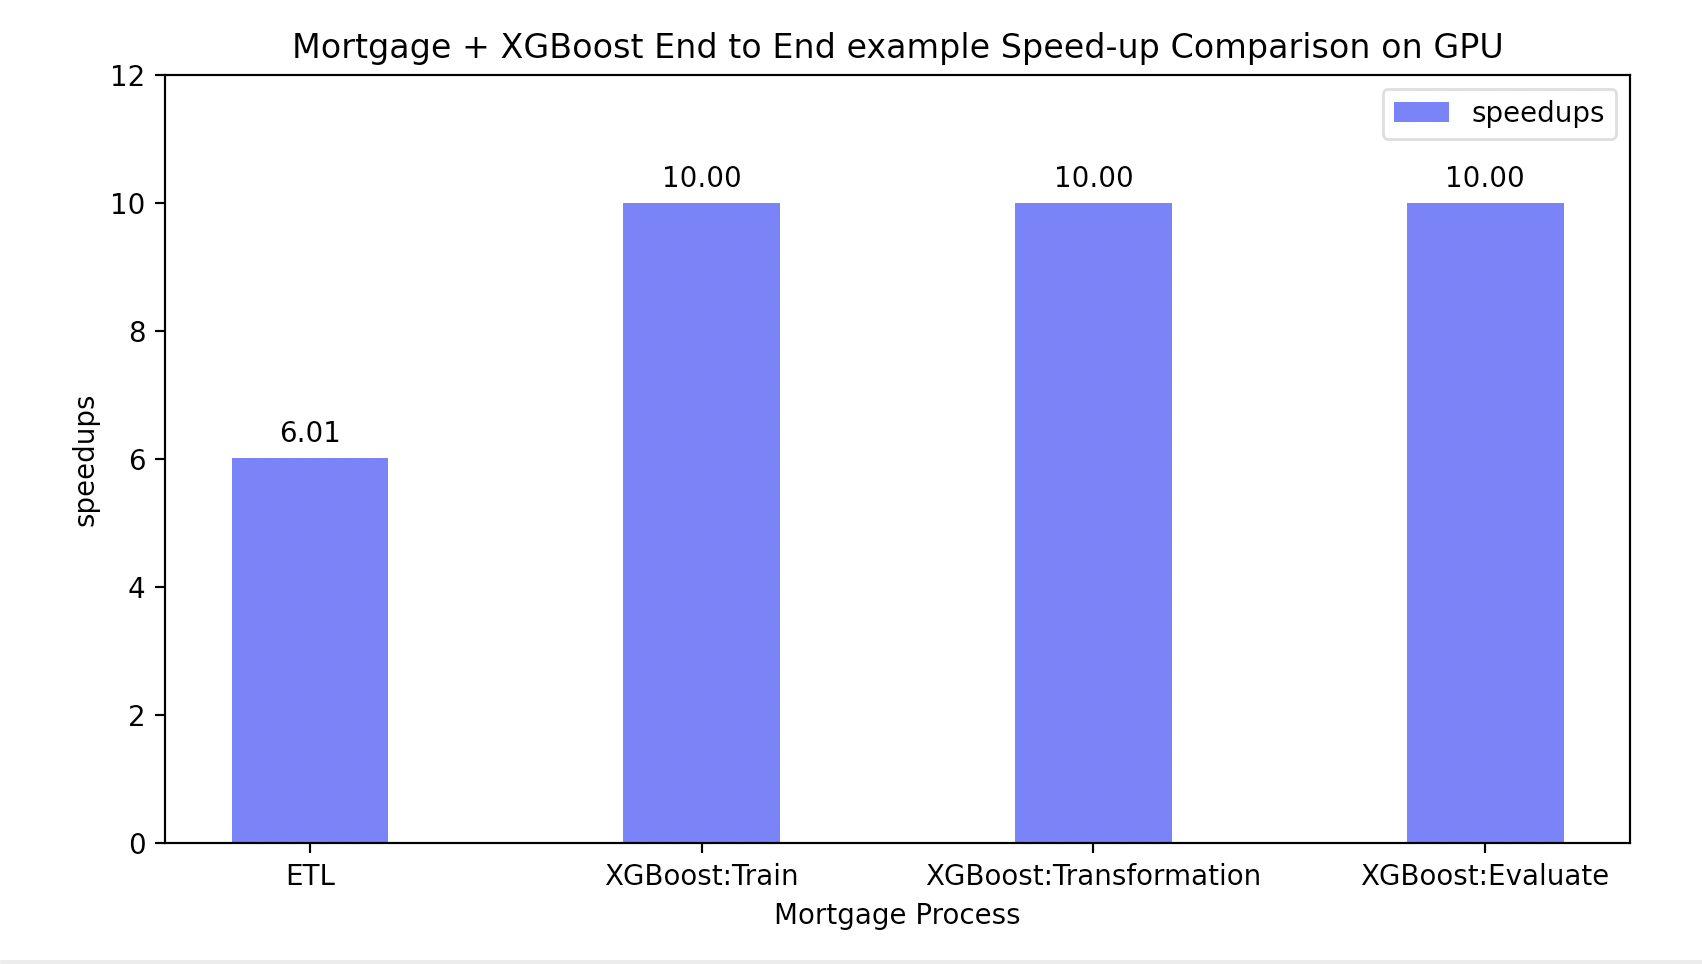 Mortgage + XGBoost End to End example Speed-up Comparison on GPU
12
speedups
10.00 10.00 10.00
10
8
6.01
6
speedups
4
2
0
ETL XGBoost:Train XGBoost:Transformation XGBoost:Evaluate
Mortgage Process